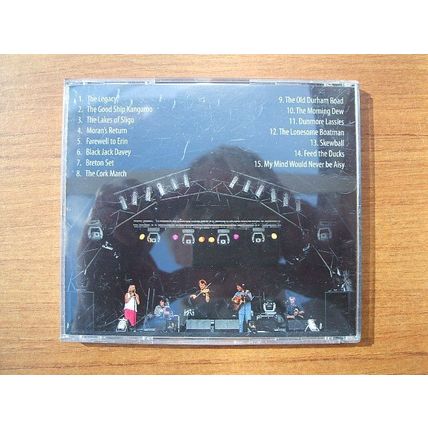 1. The Legacy
2. The Good Ship Kangaroo
3. The Lakes of Sligo
4. Moran's Return
5. Farewell to Erin
6. Black Jack Davey
7. Breton Set
8. The Cork March
9. The Old Durham Road
10. The Morning Dew
11. Dunmore Lassies
12. The Lonesome Boatman
13. Skewball
14. Feed the Ducks
15. My Mind Would Never be Aisy